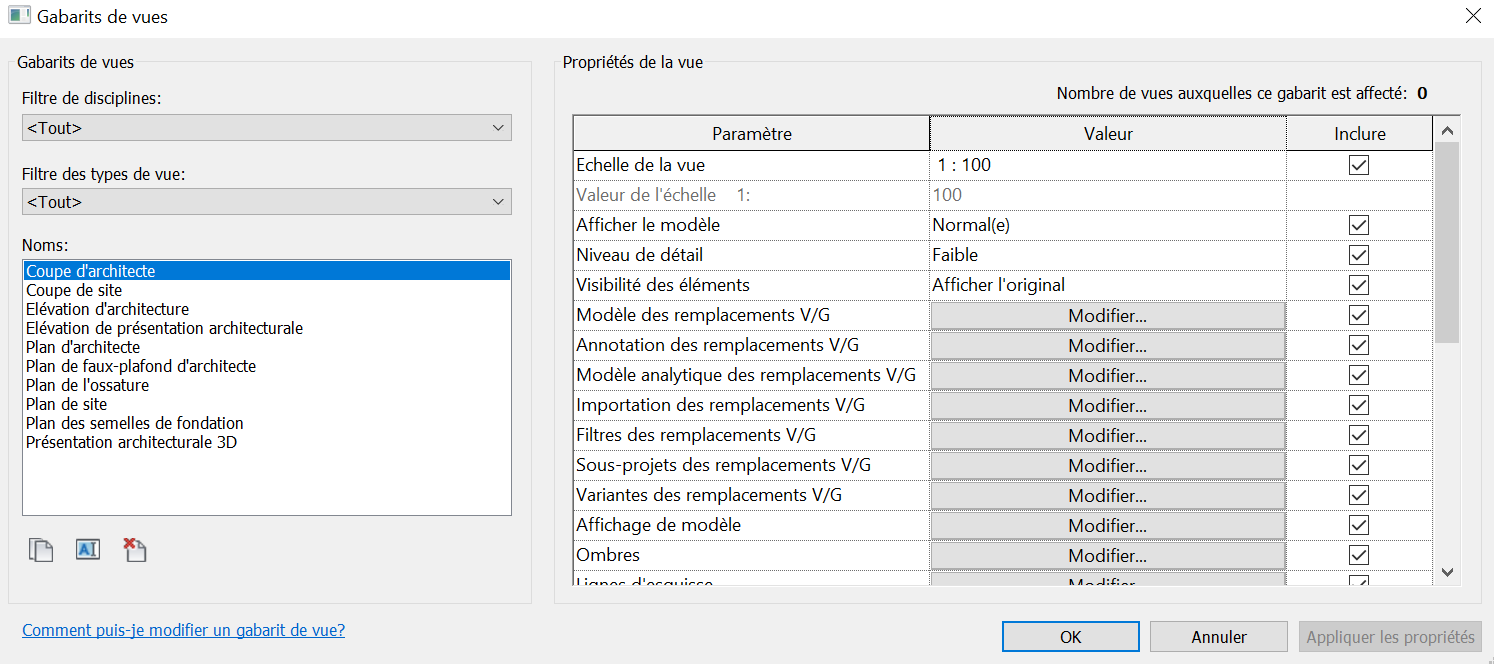 Gabarits de vues
Gabarits de vues
Filtre de disciplines:
<Tout>
Filtre des types de vue:
<Tout>
Noms:
Coupe d'architecte
Coupe de site
Elévation d'architecture
Elévation de présentation architecturale
Plan d'architecte
Plan de faux-plafond d'architecte
Plan de l'ossature
Plan de site
Plan des semelles de fondation
Présentation architecturale 3D
AI
Comment puis-je modifier un gabarit de vue?
Propriétés de la vue
Nombre de vues auxquelles ce gabarit est affecté: 0
Paramètre Valeur Inclure
Echelle de la vue 1 : 100
Valeur de l'échelle 1: 100
Afficher le modèle Normal(e)
Niveau de détail Faible
Visibilité des éléments Afficher l'original
Modèle des remplacements V/G Modifier...
Annotation des remplacements V/G Modifier...
Modèle analytique des remplacements V/G Modifier...
Importation des remplacements V/G Modifier...
Filtres des remplacements V/G Modifier...
Sous-projets des remplacements V/G Modifier...
Variantes des remplacements V/G Modifier...
Affichage de modèle Modifier...
Ombres Modifier...
Lignes d'esquisse Modifier...
OK Annuler Appliquer les propriétés